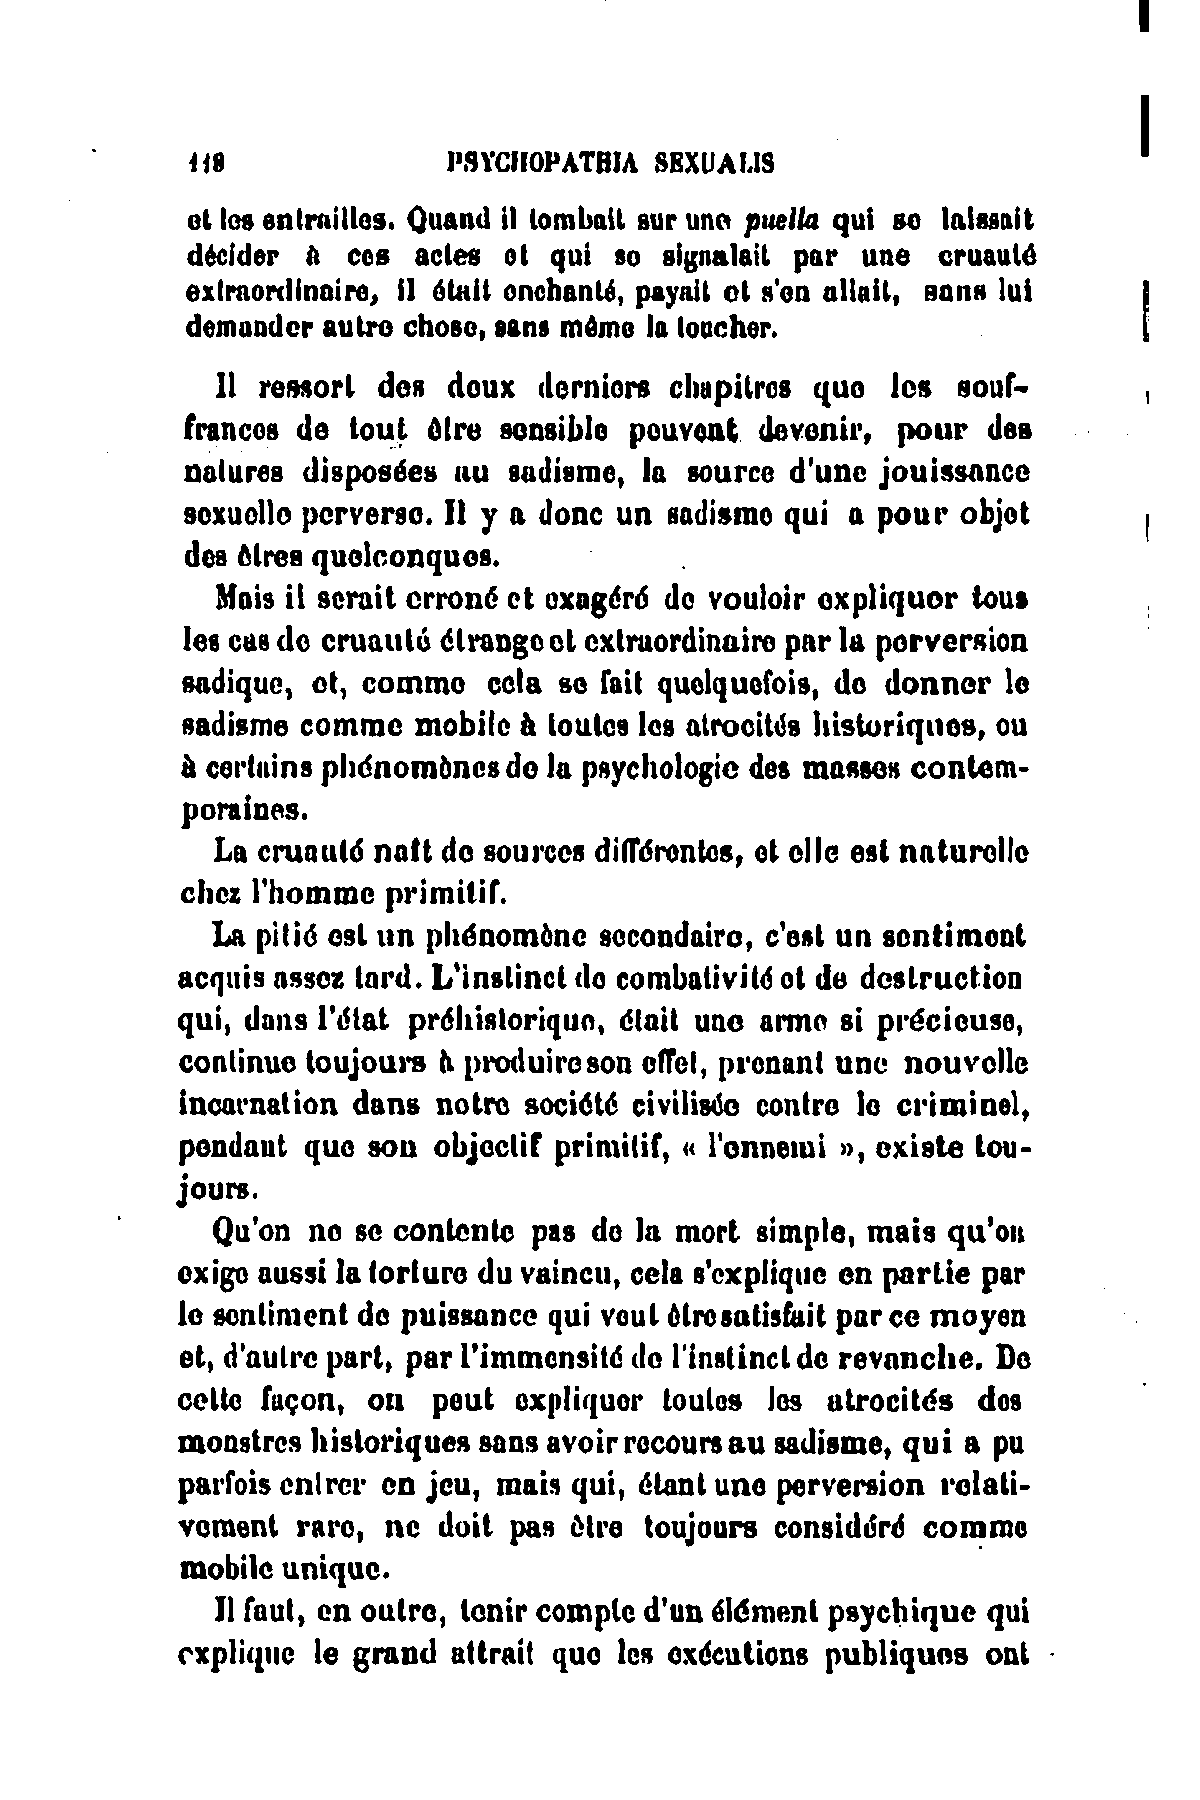 118 PSYCHOPATHIA SEXUALIS
et les entrailles. Quand il tombait sur une puella qui se laissait
décider à ces actes et qui se signalait par une cruauté
extraordinaire, il était enchanté, payait et s'en allait, sans lui
demander autre chose, sans même la toucher.
Il ressort des deux derniers chapitres que les souf-
frances de tout être sensible peuvent devenir, pour des
natures disposées au sadisme, la source d'une jouissance
sexuelle perverse. Il y a donc un sadisme qui a pour objet
des êtres quelconques.
Mais il serait erroné et exagéré de vouloir expliquer tous
les cas de cruauté étrange et extraordinaire par la perversion
sadique, et, comme cela se fait quelquefois, de donner le
sadisme comme mobile à toutes les atrocités historiques, ou
à certains phénomènes de la psychologie des masses contem-
poraines.
La cruauté naît de sources différentes, et elle est naturelle
chez l'homme primitif.
La pitié est un phénomène secondaire, c'est un sentiment
acquis assez tard. L'instinct de combativité et de destruction
qui, dans l'état préhistorique, était une arme si précieuse,
continue toujours à produire son effet, prenant une nouvelle
incarnation dans notre société civilisée contre le criminel,
pendant que son objectif primitif, « l'ennemi », existe tou-
jours.
Qu'on ne se contente pas de la mort simple, mais qu'on
exige aussi la torture du vaincu, cela s'explique en partie par
le sentiment de puissance qui veut être satisfait par ce moyen
et, d'autre part, par l'immensité de l'instinct de revanche. De
cette façon, on peut expliquer toutes les atrocités des
monstres historiques sans avoir recours au sadisme, qui a pu
parfois entrer en jeu, mais qui, étant une perversion relati-
vement rare, ne doit pas être toujours considéré comme
mobile unique.
Il faut, en outre, tenir compte d'un élément psychique qui
explique le grand attrait que les exécutions publiques ont